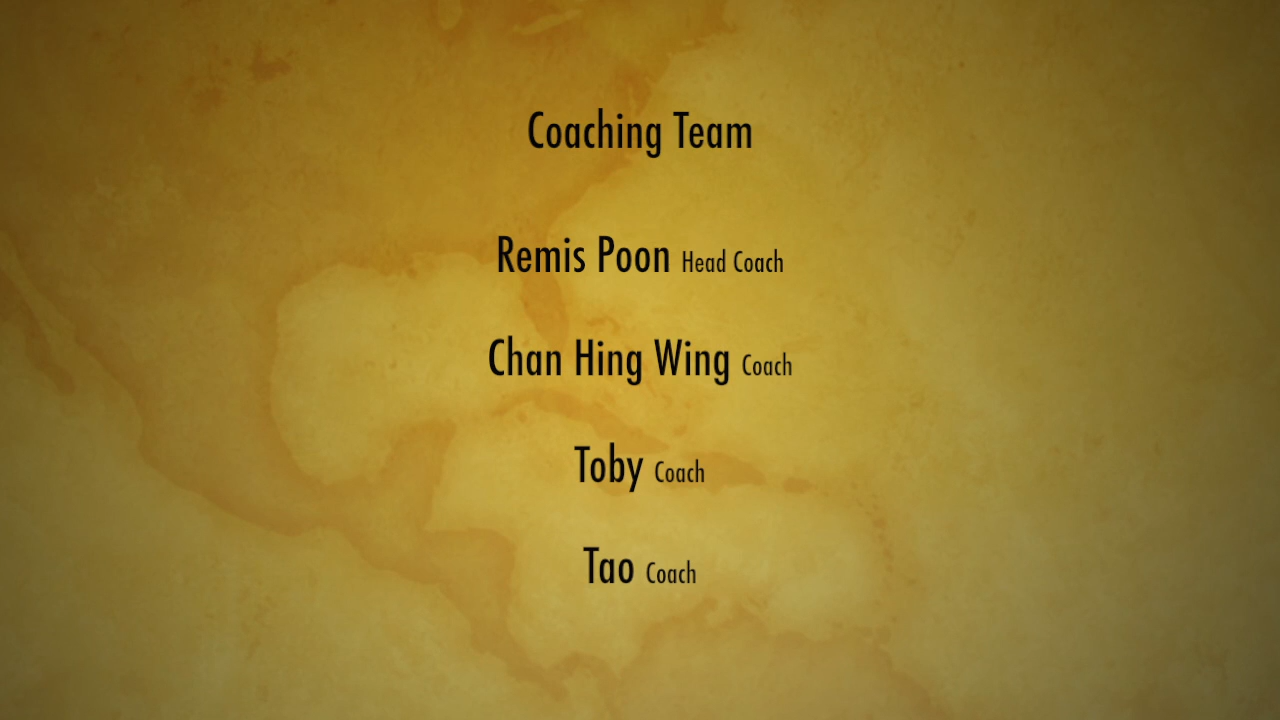 Coaching Team
Remis Poon Head Coach
Chan Hing Wing Coach
Toby Coach
Tao Coach